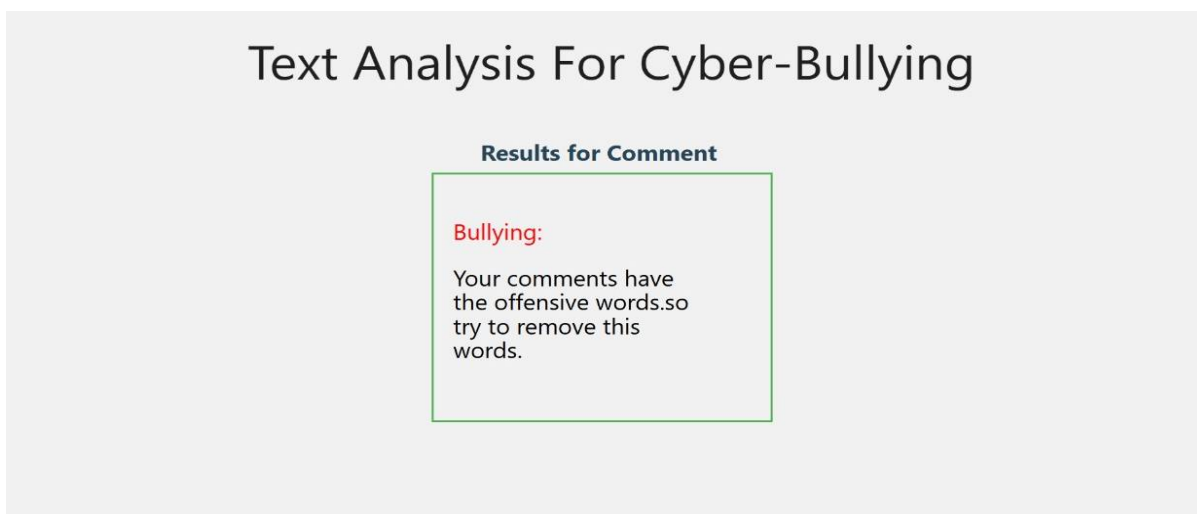 Text Analysis For Cyber-Bullying
Results for Comment
Bullying:
Your comments have
the offensive words.so
try to remove this
words.